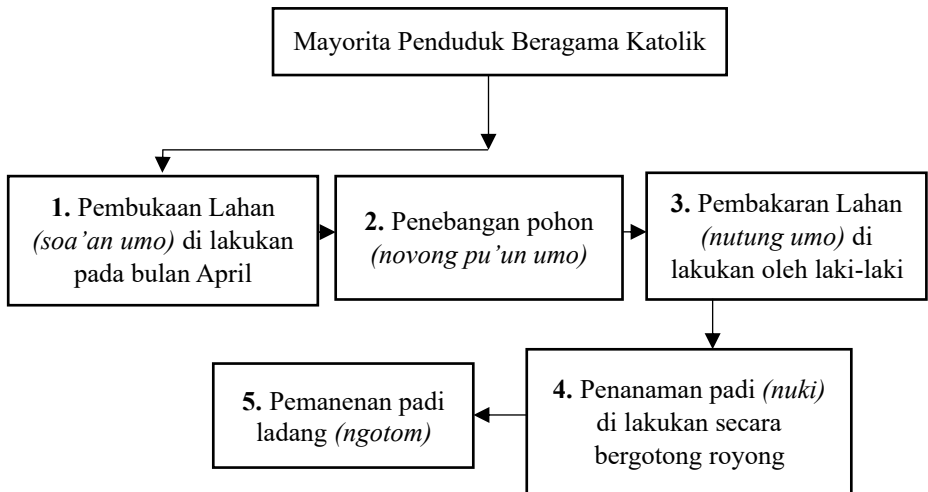 Mayorita Penduduk Beragama Katolik
1. Pembukaan Lahan
(soa’an umo) di lakukan
pada bulan April
2. Penebangan pohon
(novong pu’un umo)
3. Pembakaran Lahan
(nutung umo) di
lakukan oleh laki-laki
4. Penanaman padi (nuki)
di lakukan secara
bergotong royong
5. Pemanenan padi
ladang (ngotom)